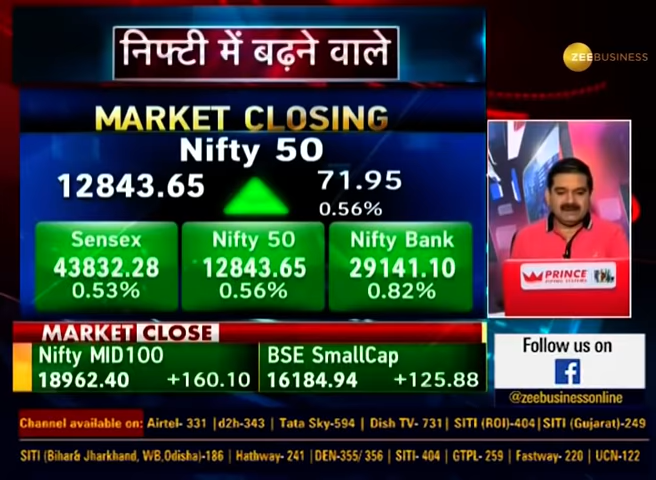 निफ्टी में बढ़ने वाले
ZEEBUSINESS
MARKET CLOSING
Nifty 50
12843.65
71.95
0.56%
Sensex
43832.28
0.53%
Nifty 50
12843.65
0.56%
Nifty Bank
29141.10
0.82%
PRINCE
PIPING SYSTEMS
MARKET CLOSE
Nifty MID100
18962.40 +160.10
BSE SmallCap
16184.94 +125.88
Follow us on
@zeebusinessonline
Channel available on: Airtel- 331 | d2h-343 | Tata Sky-594 | Dish TV- 731| SITI (ROI)-404| SITI (Gujarat)-249
SITI (Bihar& Jharkhand, WB,Odisha)-186 | Hathway- 241 |DEN-355/ 356 | SITI- 404 | GTPL- 259 | Fastway- 220 | UCN-122